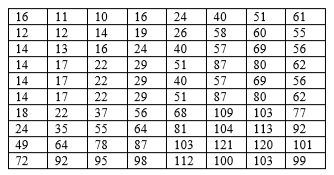 16 11 10 16 24 40 51 61
12 12 14 19 26 58 60 55
14 13 16 24 40 57 69 56
14 17 22 29 51 87 80 62
14 17 22 29 40 57 69 56
14 17 22 29 51 87 80 62
18 22 37 56 68 109 103 77
24 35 55 64 81 104 113 92
49 64 78 87 103 121 120 101
72 92 95 98 112 100 103 99